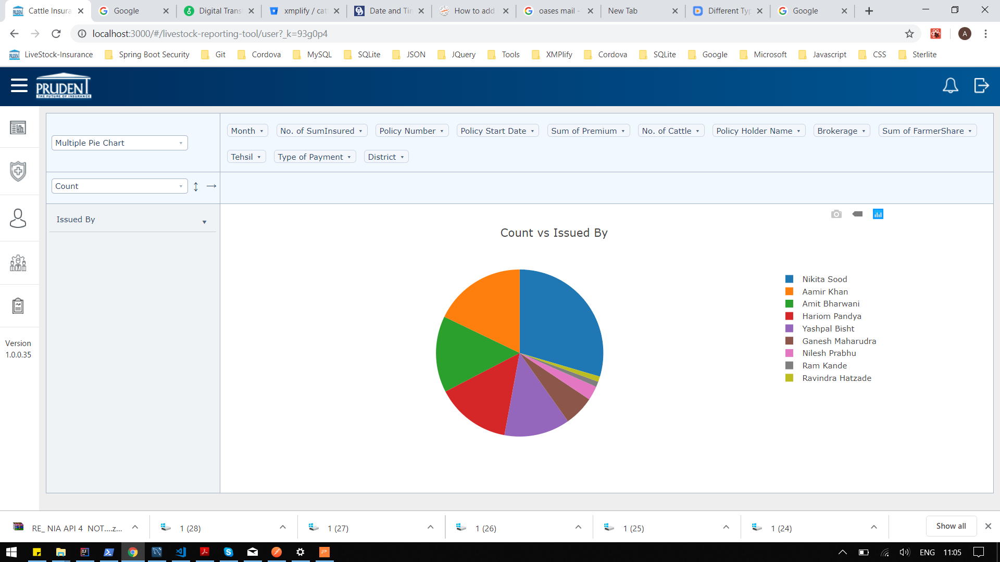 Cattle Insura
Google
Digital Trans
xmplify / cat
Date and Tim
How to add
oases mail -
New Tab
Different Typ
Google
localhost:3000/#/livestock-reporting-tool/user?_k=93g0p4
A
LiveStock-Insurance
Spring Boot Security
Git
Cordova
MySQL
SQLite
JSON
JQuery
Tools
XMPlify
Cordova
SQLite
Google
Microsoft
Javascript
CSS
Sterlite
PRUDENT
THE FUTURE OF INSURANCE
Multiple Pie Chart
Month
No. of SumInsured
Policy Number
Policy Start Date
Sum of Premium
No. of Cattle
Policy Holder Name
Brokerage
Sum of FarmerShare
Tehsil
Type of Payment
District
Count
Issued By
Count vs Issued By
Nikita Sood
Aamir Khan
Amit Bharwani
Hariom Pandya
Yashpal Bisht
Ganesh Maharudra
Nilesh Prabhu
Ram Kande
Ravindra Hatzade
Version
1.0.0.35
RE_ NIA API 4 NOT....z...
1 (28)
1 (27)
1 (26)
1 (25)
1 (24)
Show all
ENG
11:05